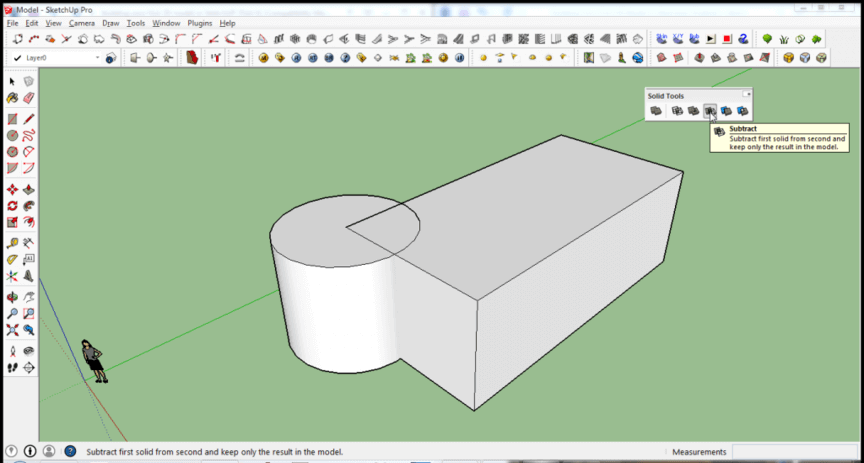 Model - SketchUp Pro
File Edit View Camera Draw Tools Window Plugins Help
Layer0
Solid Tools
Subtract
Subtract first solid from second and
keep only the result in the model.
Subtract first solid from second and keep only the result in the model.
Measurements